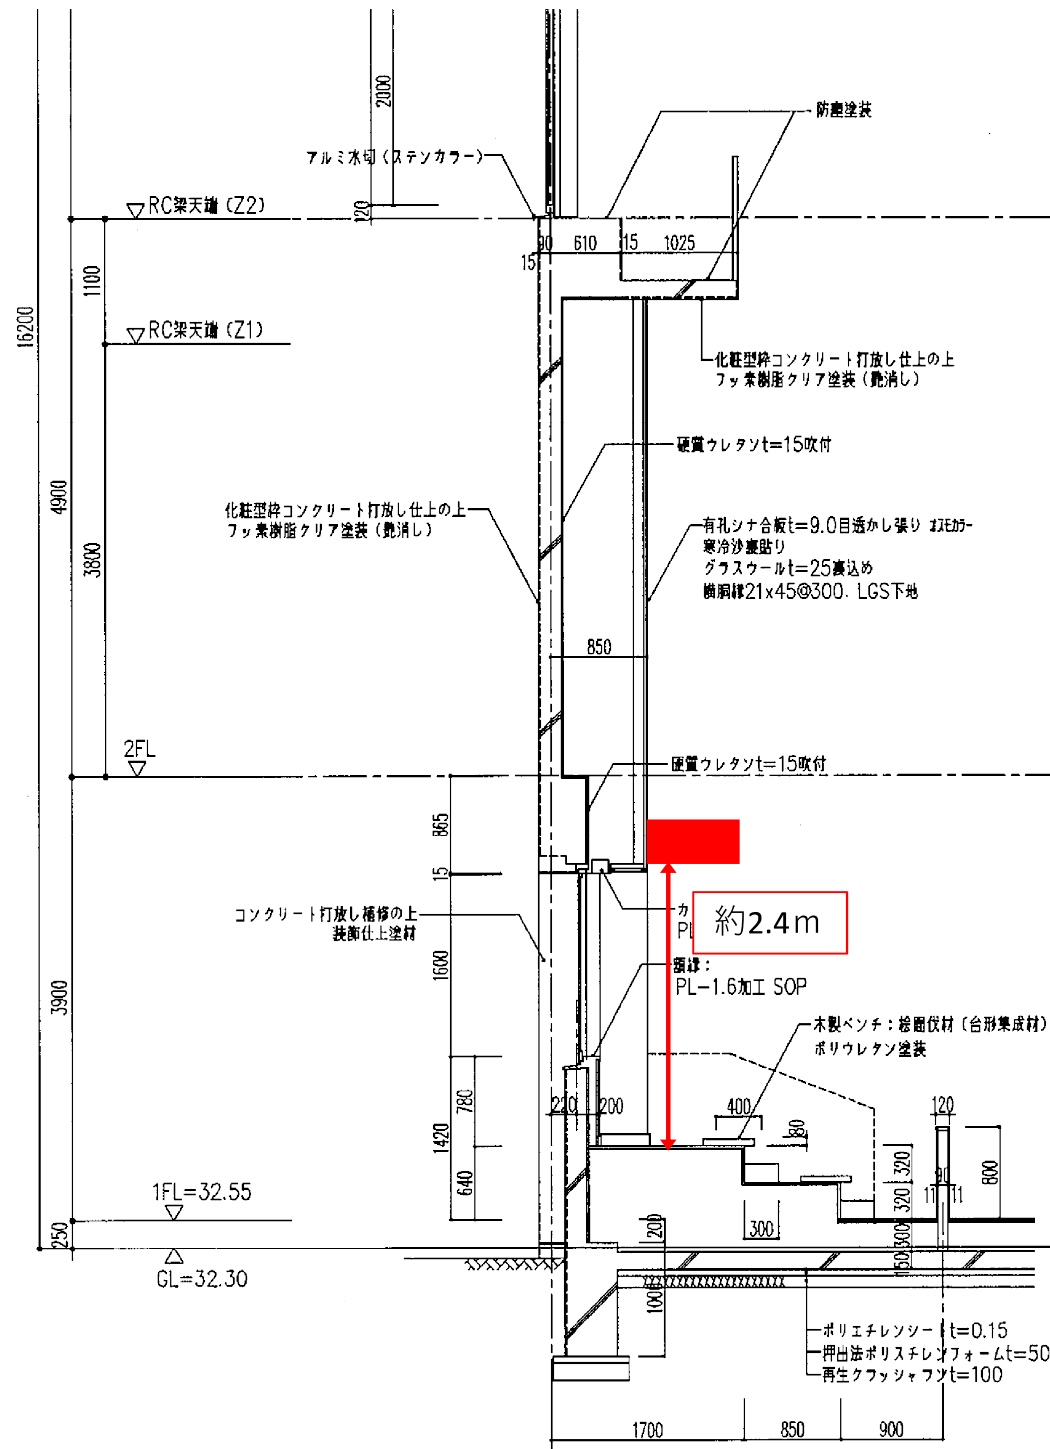 2000
防塵塗装
アルミ水切(ステンカラー)
RC梁天端(Z2)
120
90
610
15
1025
15
1100
RC梁天端(Z1)
16200
化粧型枠コンクリート打放し仕上の上
フッ素樹脂クリア塗装(艶消し)
硬質ウレタンt=15吹付
4900
化粧型枠コンクリート打放し仕上の上
フッ素樹脂クリア塗装(艶消し)
有孔シナ合板t=9.0目透かし張り
寒冷沙裏貼り
グラスウールt=25裏込め
横胴縁21x45@300. LGS下地
3800
850
2FL
硬質ウレタンt=15吹付
865
15
コンクリート打放し補修の上
装飾仕上塗材
カ
PL
約2.4m
1600
額縁:
PL-1.6加工 SOP
3900
木製ベンチ:絵画伐材(台形集成材)
ポリウレタン塗装
780
1420
220
200
400
80
120
320
90
800
640
320
11
11
1FL=32.55
300
200
300
250
150
GL=32.30
1000
ポリエチレンシートt=0.15
押出法ポリスチレンフォームt=50
再生クラッシャランt=100
1700
850
900